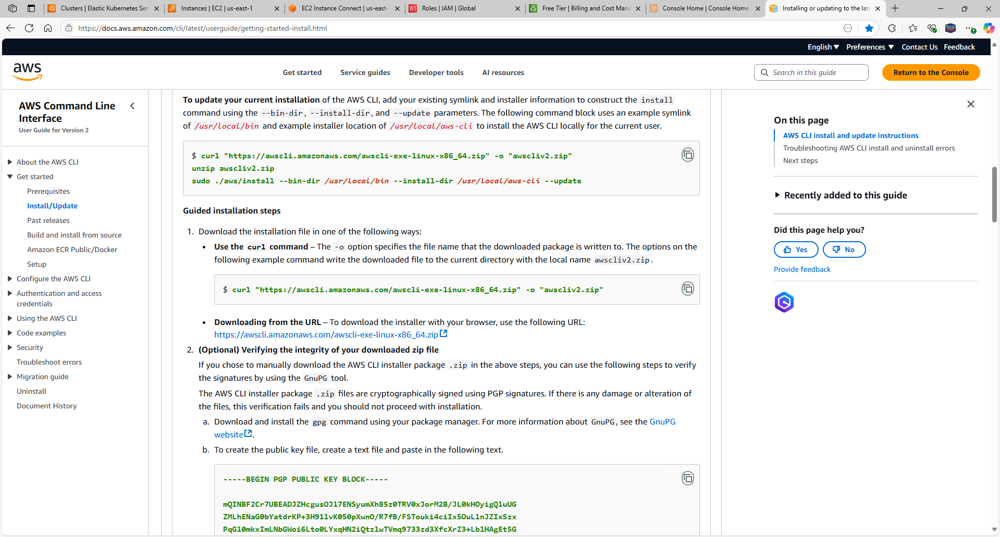 Clusters | Elastic Kubernetes Ser
Instances | EC2 | us-east-1
EC2 Instance Connect | us-east-
Roles | IAM | Global
Free Tier | Billing and Cost Mana
Console Home | Console Home
Installing or updating to the late
https://docs.aws.amazon.com/cli/latest/userguide/getting-started-install.html
English Preferences Contact Us Feedback
aws
Get started Service guides Developer tools AI resources
Search in this guide
Return to the Console
AWS Command Line
Interface
User Guide for Version 2
About the AWS CLI
Get started
Prerequisites
Install/Update
Past releases
Build and install from source
Amazon ECR Public/Docker
Setup
Configure the AWS CLI
Authentication and access
credentials
Using the AWS CLI
Code examples
Security
Troubleshoot errors
Migration guide
Uninstall
Document History
To update your current installation of the AWS CLI, add your existing symlink and installer information to construct the install
command using the --bin-dir, --install-dir, and --update parameters. The following command block uses an example symlink
of /usr/local/bin and example installer location of /usr/local/aws-cli to install the AWS CLI locally for the current user.
$ curl "https://awscli.amazonaws.com/awscli-exe-linux-x86_64.zip" -o "awscliv2.zip"
unzip awscliv2.zip
sudo ./aws/install --bin-dir /usr/local/bin --install-dir /usr/local/aws-cli --update
Guided installation steps
1. Download the installation file in one of the following ways:
• Use the curl command – The -o option specifies the file name that the downloaded package is written to. The options on the
following example command write the downloaded file to the current directory with the local name awscliv2.zip.
$ curl "https://awscli.amazonaws.com/awscli-exe-linux-x86_64.zip" -o "awscliv2.zip"
• Downloading from the URL – To download the installer with your browser, use the following URL:
https://awscli.amazonaws.com/awscli-exe-linux-x86_64.zip
2. (Optional) Verifying the integrity of your downloaded zip file
If you chose to manually download the AWS CLI installer package .zip in the above steps, you can use the following steps to verify
the signatures by using the GnuPG tool.
The AWS CLI installer package .zip files are cryptographically signed using PGP signatures. If there is any damage or alteration of
the files, this verification fails and you should not proceed with installation.
a. Download and install the gpg command using your package manager. For more information about GnuPG, see the GnuPG
website.
b. To create the public key file, create a text file and paste in the following text.
-----BEGIN PGP PUBLIC KEY BLOCK-----
mQINBF2Cr7UBEADJZHcgusOJl7ENSyumXh85z0TRV0xJorM2B/JL0kHOyigQluUG
ZMLhENaG0bYatdrKP+3H91lvK050pXwnO/R7fB/FSTouki4ciIx5OuLlnJZIxSzx
PqGl0mkxImLNbGWoi6Lto0LYxqHN2iQtzlwTVmq9733zd3XfcXrZ3+LblHAgEt5G
On this page
AWS CLI install and update instructions
Troubleshooting AWS CLI install and uninstall errors
Next steps
Recently added to this guide
Did this page help you?
Yes No
Provide feedback